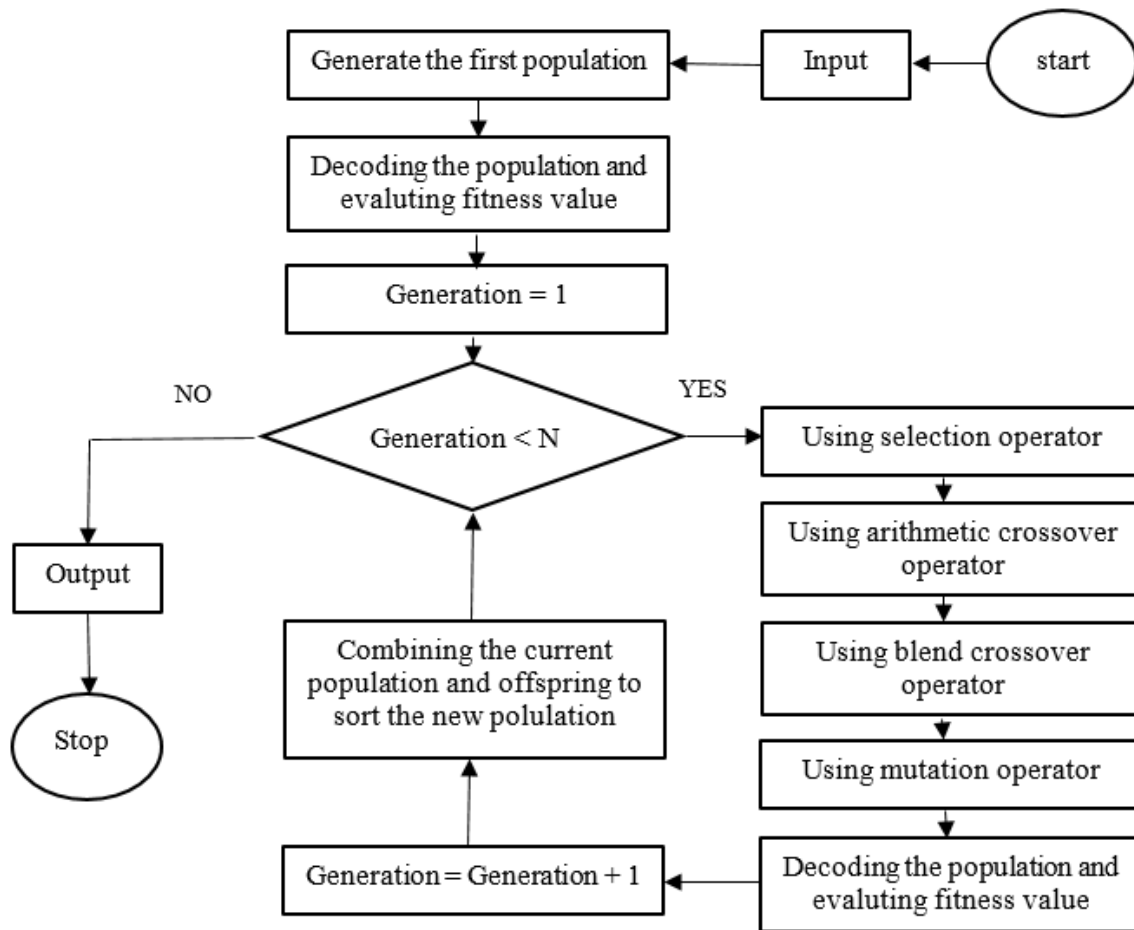 start
Input
Generate the first population
Decoding the population and
evaluting fitness value
Generation = 1
Generation < N
NO
YES
Output
Stop
Using selection operator
Using arithmetic crossover
operator
Using blend crossover
operator
Using mutation operator
Decoding the population and
evaluting fitness value
Generation = Generation + 1
Combining the current
population and offspring to
sort the new polulation